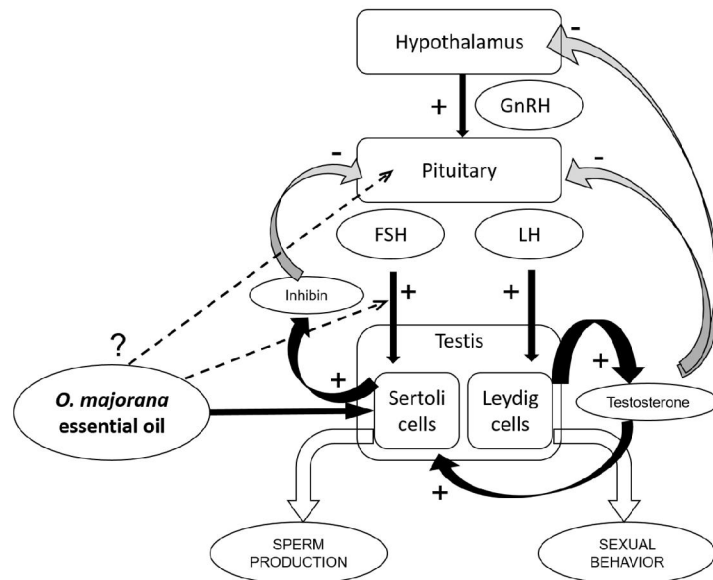 Hypothalamus
-
+
GnRH
-
-
Pituitary
FSH
LH
+
+
Inhibin
?
Testis
+
+
O. majorana
essential oil
Sertoli
cells
Leydig
cells
Testosterone
+
SPERM
PRODUCTION
SEXUAL
BEHAVIOR